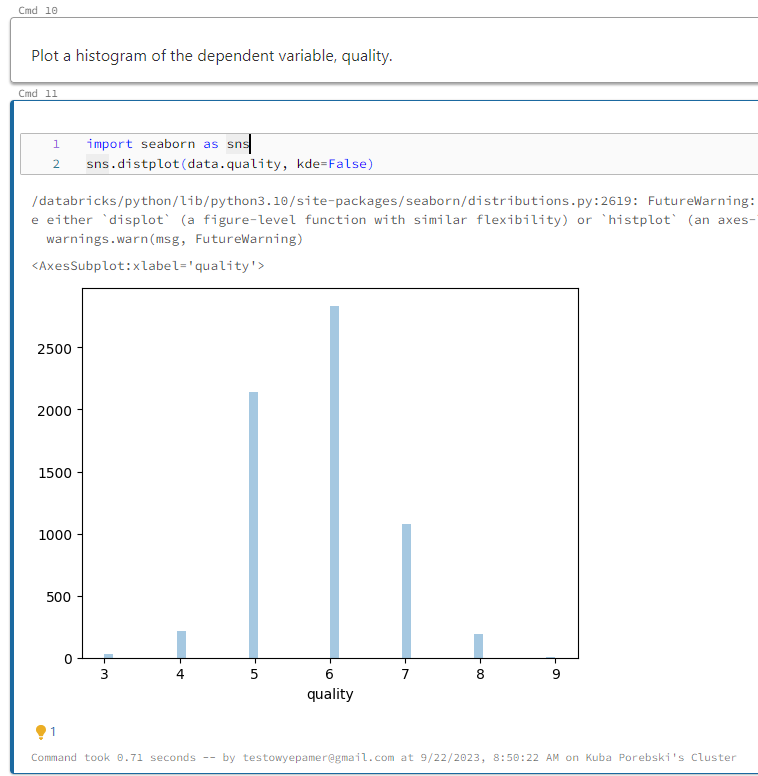 Cmd 10
Plot a histogram of the dependent variable, quality.
Cmd 11
1 import seaborn as sns
2 sns.distplot(data.quality, kde=False)
/databricks/python/lib/python3.10/site-packages/seaborn/distributions.py:2619: FutureWarning:
e either `displot` (a figure-level function with similar flexibility) or `histplot` (an axes-
warnings.warn(msg, FutureWarning)
<AxesSubplot:xlabel='quality'>
2500
2000
1500
1000
500
0
3 4 5 6 7 8 9
quality
1
Command took 0.71 seconds -- by testowyepamer@gmail.com at 9/22/2023, 8:50:22 AM on Kuba Porebski's Cluster